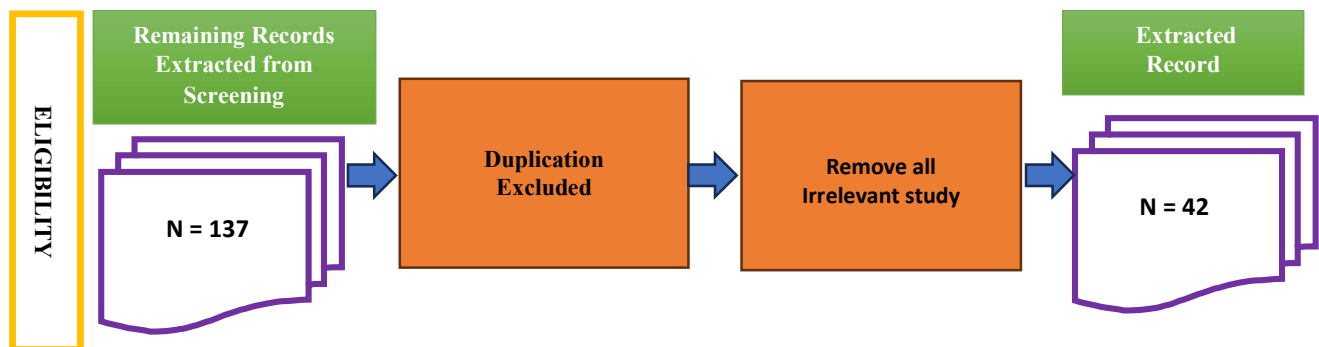 ELIGIBILITY
Remaining Records
Extracted from
Screening
N = 137
Duplication
Excluded
Remove all
Irrelevant study
Extracted
Record
N = 42